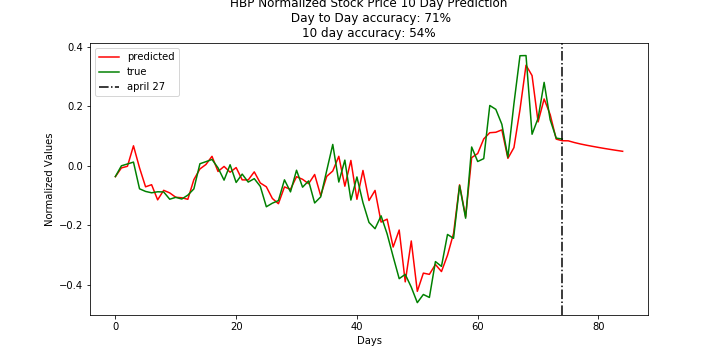 HBP Normalized Stock Price 10 Day Prediction
Day to Day accuracy: 71%
10 day accuracy: 54%
predicted
true
april 27
Normalized Values
0.4
0.2
0.0
−0.2
−0.4
0 20 40 60 80
Days